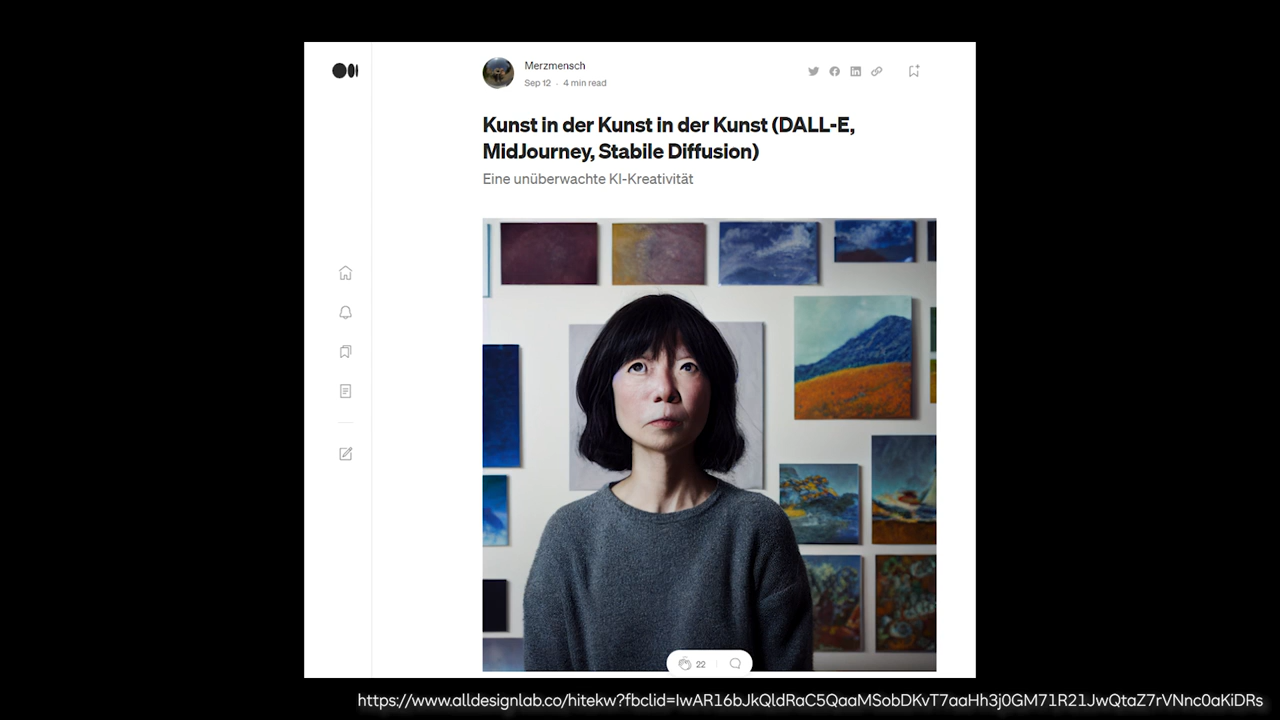 Merzmensch
Sep 12 · 4 min read
Kunst in der Kunst in der Kunst (DALL-E,
MidJourney, Stabile Diffusion)
Eine unüberwachte KI-Kreativität
22
https://www.alldesignlab.co/hitekw?fbclid=IwAR16bJkQldRaC5QaaMSobDKvT7aaHh3j0GM71R21JwQtaZ7rVNnc0aKiDRs